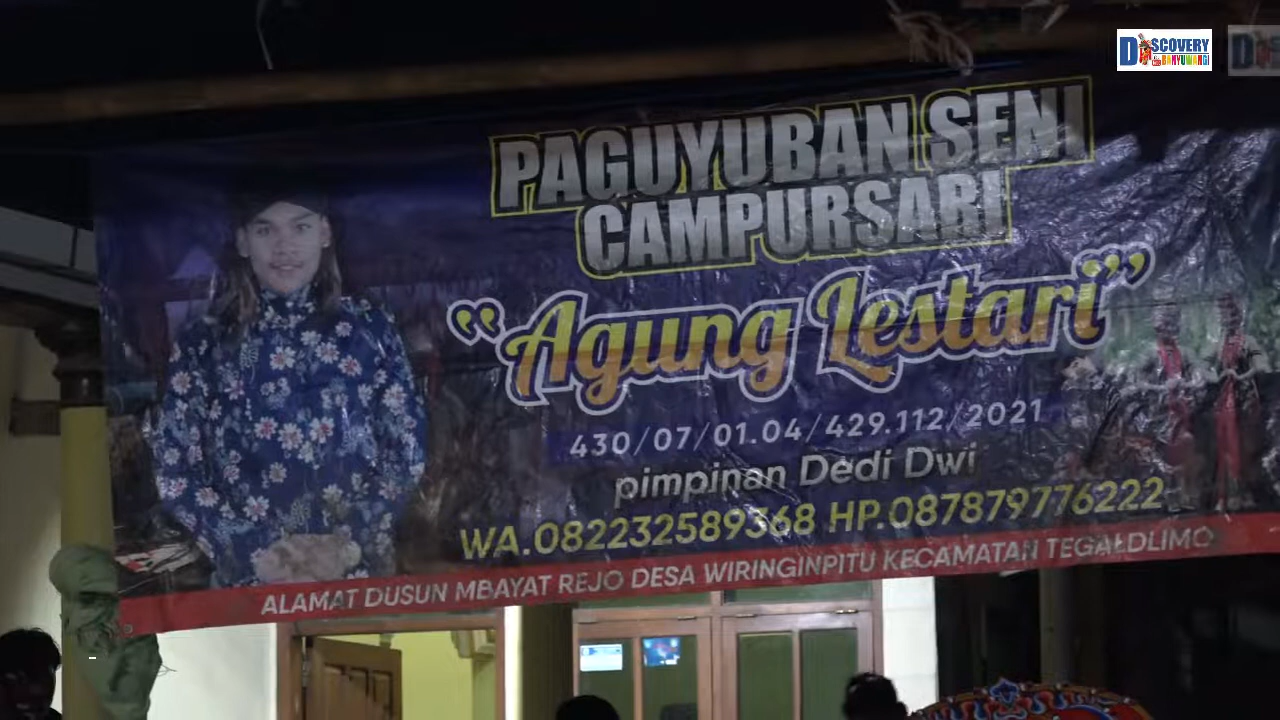 DISCOVERY
BANYUWANGI
PAGUYUBAN SENI
CAMPURSARI
"Agung Lestari"
430/07/01.04/429.112/2021
pimpinan Dedi Dwi
WA.082232589368 HP.087879776222
ALAMAT DUSUN MBAYAT REJO DESA WIRINGINPITU KECAMATAN TEGALDLIMO